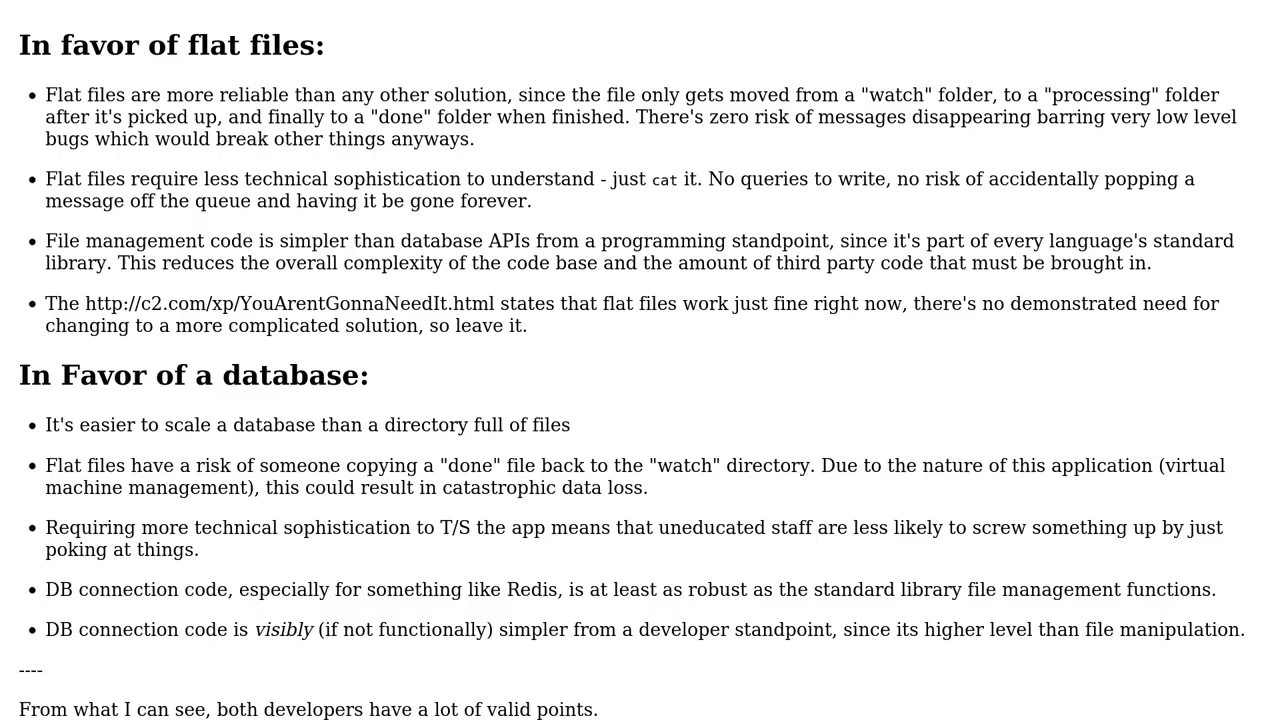 In favor of flat files:
• Flat files are more reliable than any other solution, since the file only gets moved from a "watch" folder, to a "processing" folder
after it's picked up, and finally to a "done" folder when finished. There's zero risk of messages disappearing barring very low level
bugs which would break other things anyways.
• Flat files require less technical sophistication to understand - just cat it. No queries to write, no risk of accidentally popping a
message off the queue and having it be gone forever.
• File management code is simpler than database APIs from a programming standpoint, since it's part of every language's standard
library. This reduces the overall complexity of the code base and the amount of third party code that must be brought in.
• The http://c2.com/xp/YouArentGonnaNeedIt.html states that flat files work just fine right now, there's no demonstrated need for
changing to a more complicated solution, so leave it.
In Favor of a database:
• It's easier to scale a database than a directory full of files
• Flat files have a risk of someone copying a "done" file back to the "watch" directory. Due to the nature of this application (virtual
machine management), this could result in catastrophic data loss.
• Requiring more technical sophistication to T/S the app means that uneducated staff are less likely to screw something up by just
poking at things.
• DB connection code, especially for something like Redis, is at least as robust as the standard library file management functions.
• DB connection code is visibly (if not functionally) simpler from a developer standpoint, since its higher level than file manipulation.
----
From what I can see, both developers have a lot of valid points.